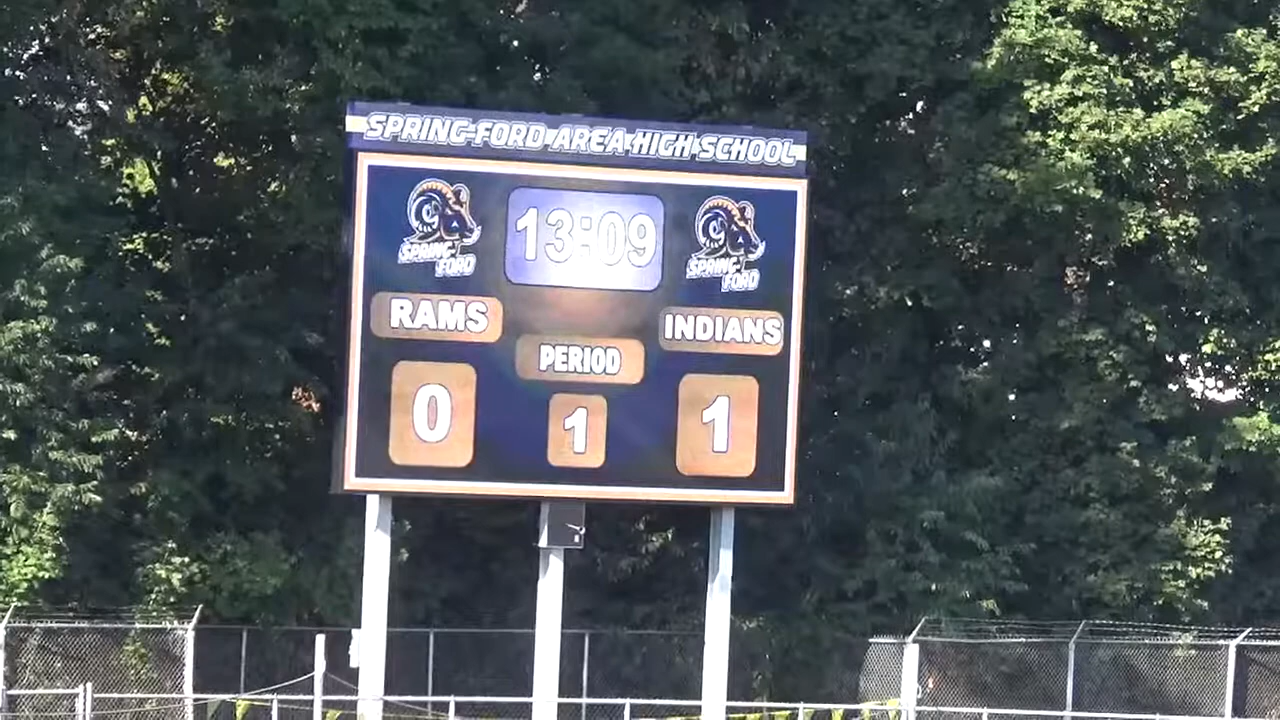 SPRING-FORD AREA HIGH SCHOOL
SPRING-
FORD
13:09
SPRING-
FORD
RAMS
INDIANS
PERIOD
0
1
1